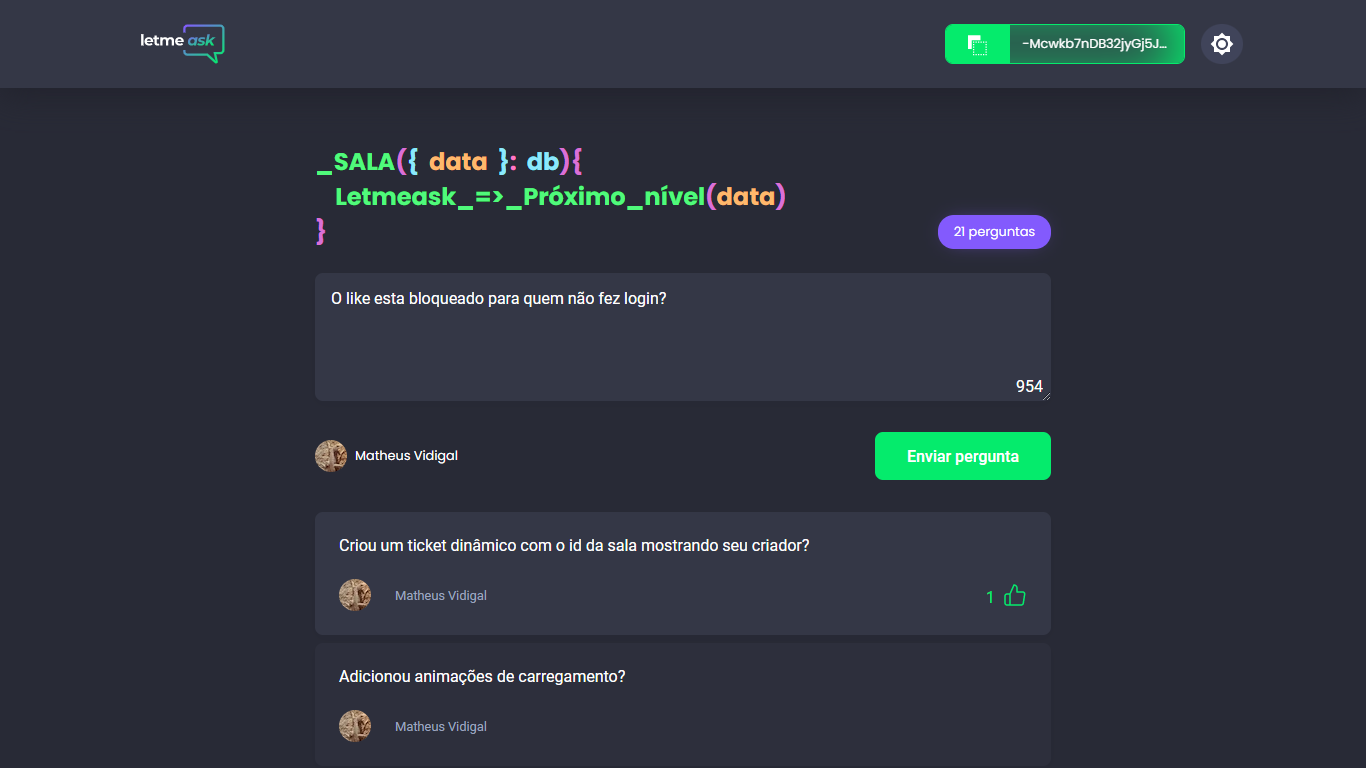 letme ask
-Mcwkb7nDB32jyGj5J...
_SALA({ data }: db){
Letmeask_=>_Próximo_nível(data)
}
21 perguntas
O like esta bloqueado para quem não fez login?
954
Matheus Vidigal
Enviar pergunta
Criou um ticket dinâmico com o id da sala mostrando seu criador?
Matheus Vidigal
1
Adicionou animações de carregamento?
Matheus Vidigal